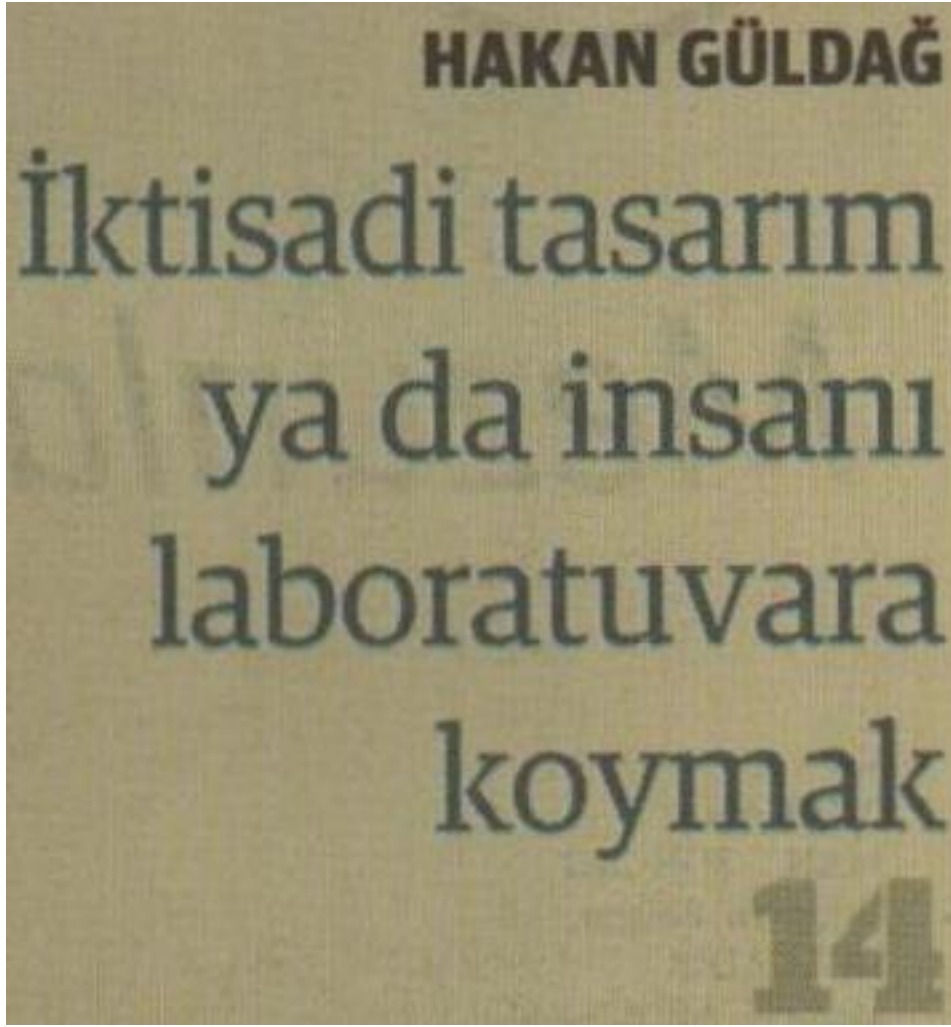 HAKAN GÜLDAĞ
İktisadi tasarım
ya da insanı
laboratuvara
koymak
14